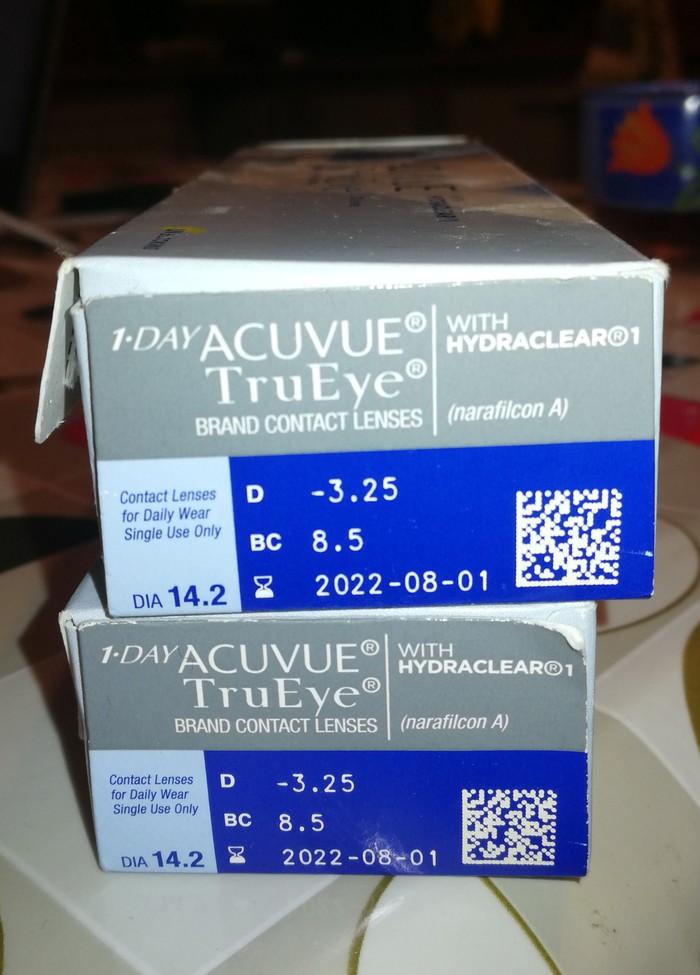 1·DAY ACUVUE®
TruEye®
BRAND CONTACT LENSES
WITH
HYDRACLEAR®1
(narafilcon A)
Contact Lenses
for Daily Wear
Single Use Only
DIA 14.2
D -3.25
BC 8.5
2022-08-01
1·DAY ACUVUE®
TruEye®
BRAND CONTACT LENSES
WITH
HYDRACLEAR®1
(narafilcon A)
Contact Lenses
for Daily Wear
Single Use Only
DIA 14.2
D -3.25
BC 8.5
2022-08-01